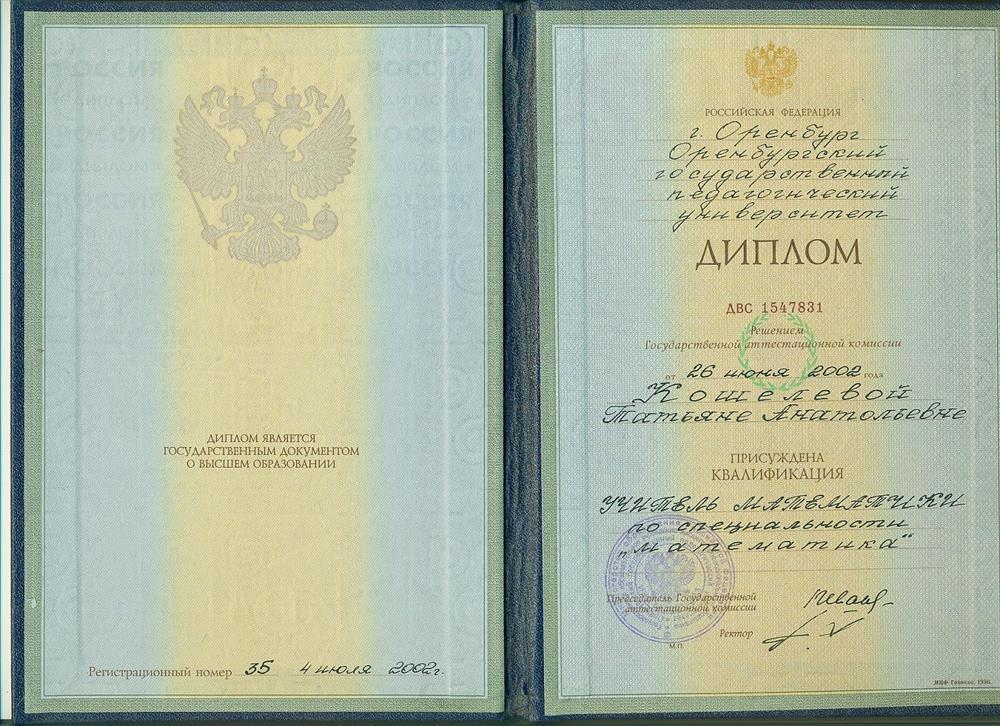 ДИПЛОМ ЯВЛЯЕТСЯ
ГОСУДАРСТВЕННЫМ ДОКУМЕНТОМ
О ВЫСШЕМ ОБРАЗОВАНИИ
Регистрационный номер 35 4 июля 2002г.
РОССИЙСКАЯ ФЕДЕРАЦИЯ
г. Оренбург
Оренбургский
государственный
педагогический
университет
ДИПЛОМ
ДВС 1547831
Решением
Государственной аттестационной комиссии
от 26 июня 2002 года
Кошелевой
Татьяне Анатольевне
ПРИСУЖДЕНА
КВАЛИФИКАЦИЯ
УЧИТЕЛЬ МАТЕМАТИКИ
по специальности
„математика“
Председатель Государственной
аттестационной комиссии
Ректор
М.П.